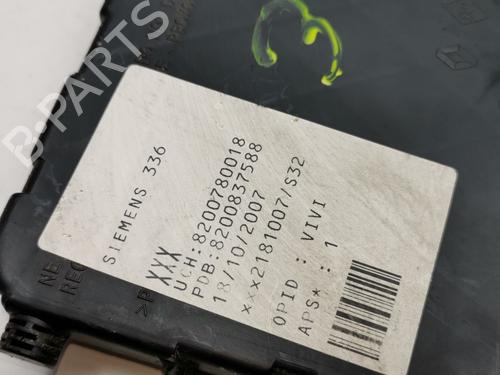 SIEMENS 336
XXX
UCH:8200780018
PDB:8200837588
18/10/2007
xxx2181007/S32
OPID : VIVI
APS* : 1
B-PARTS